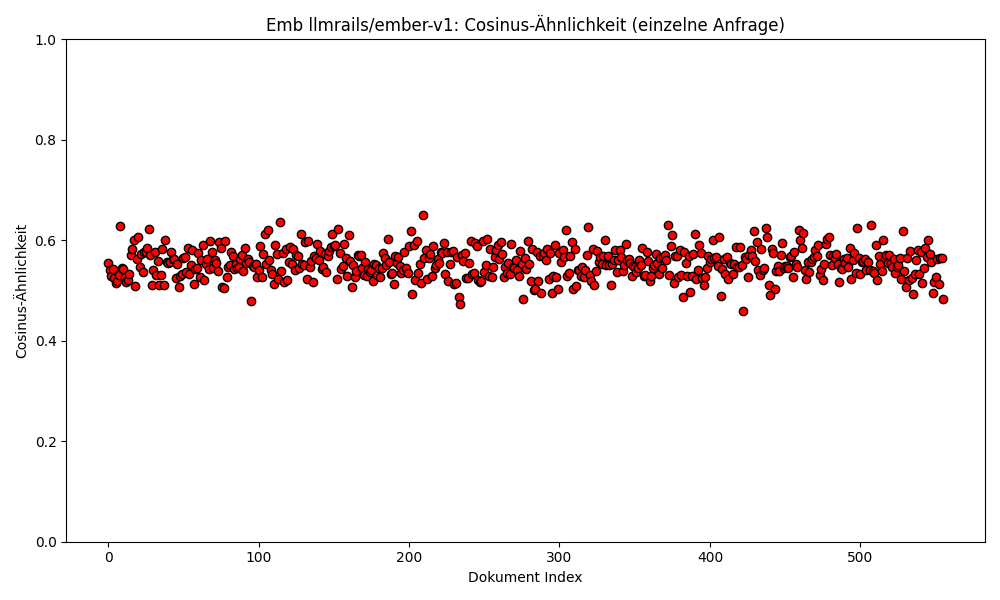 Emb llmrails/ember-v1: Cosinus-Ähnlichkeit (einzelne Anfrage)
Cosinus-Ähnlichkeit
1.0
0.8
0.6
0.4
0.2
0.0
0 100 200 300 400 500
Dokument Index